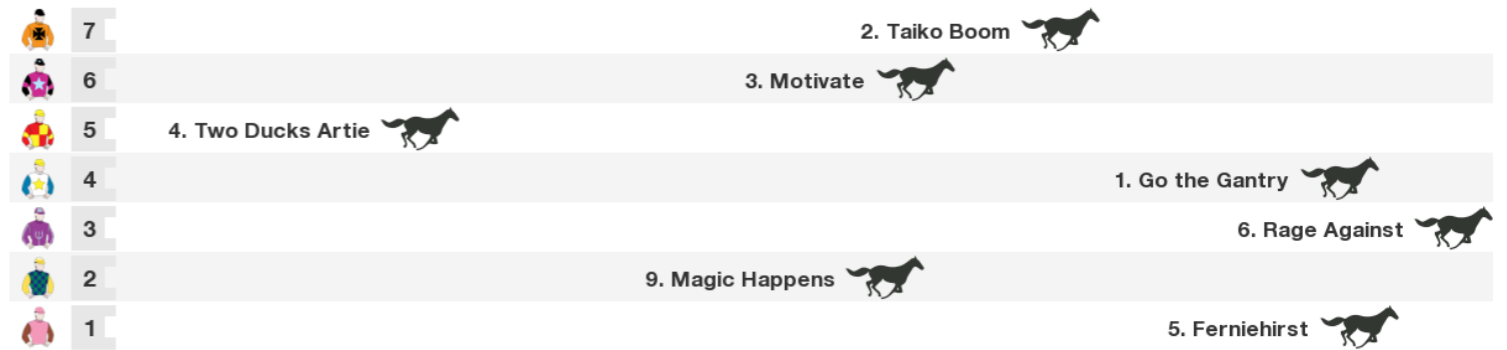 7 2. Taiko Boom
6 3. Motivate
5 4. Two Ducks Artie
4 1. Go the Gantry
3 6. Rage Against
2 9. Magic Happens
1 5. Ferniehirst